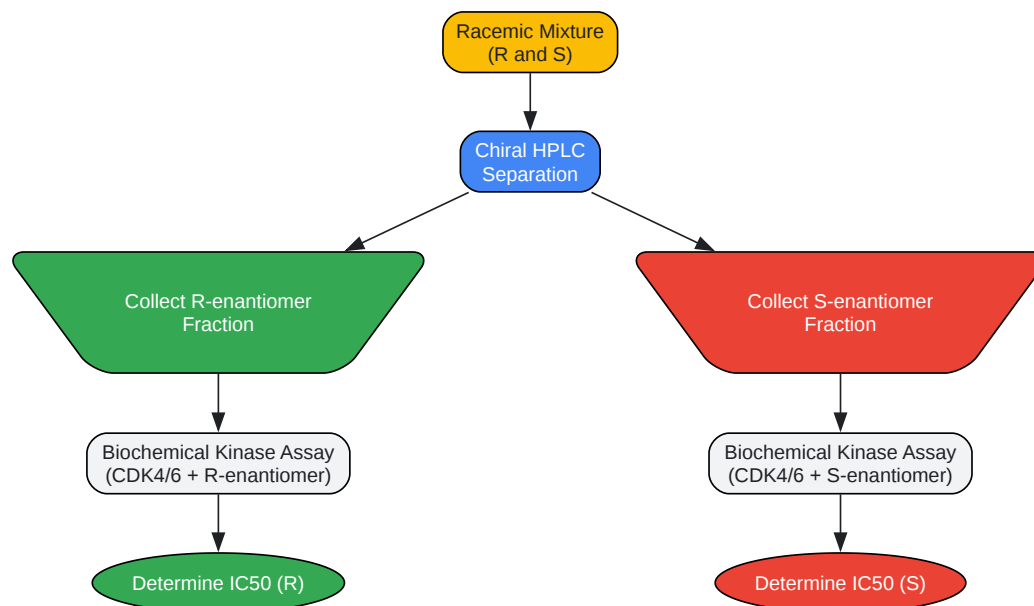 Racemic Mixture
(R and S)
Chiral HPLC
Separation
Collect R-enantiomer
Fraction
Collect S-enantiomer
Fraction
Biochemical Kinase Assay
(CDK4/6 + R-enantiomer)
Biochemical Kinase Assay
(CDK4/6 + S-enantiomer)
Determine IC50 (R)
Determine IC50 (S)